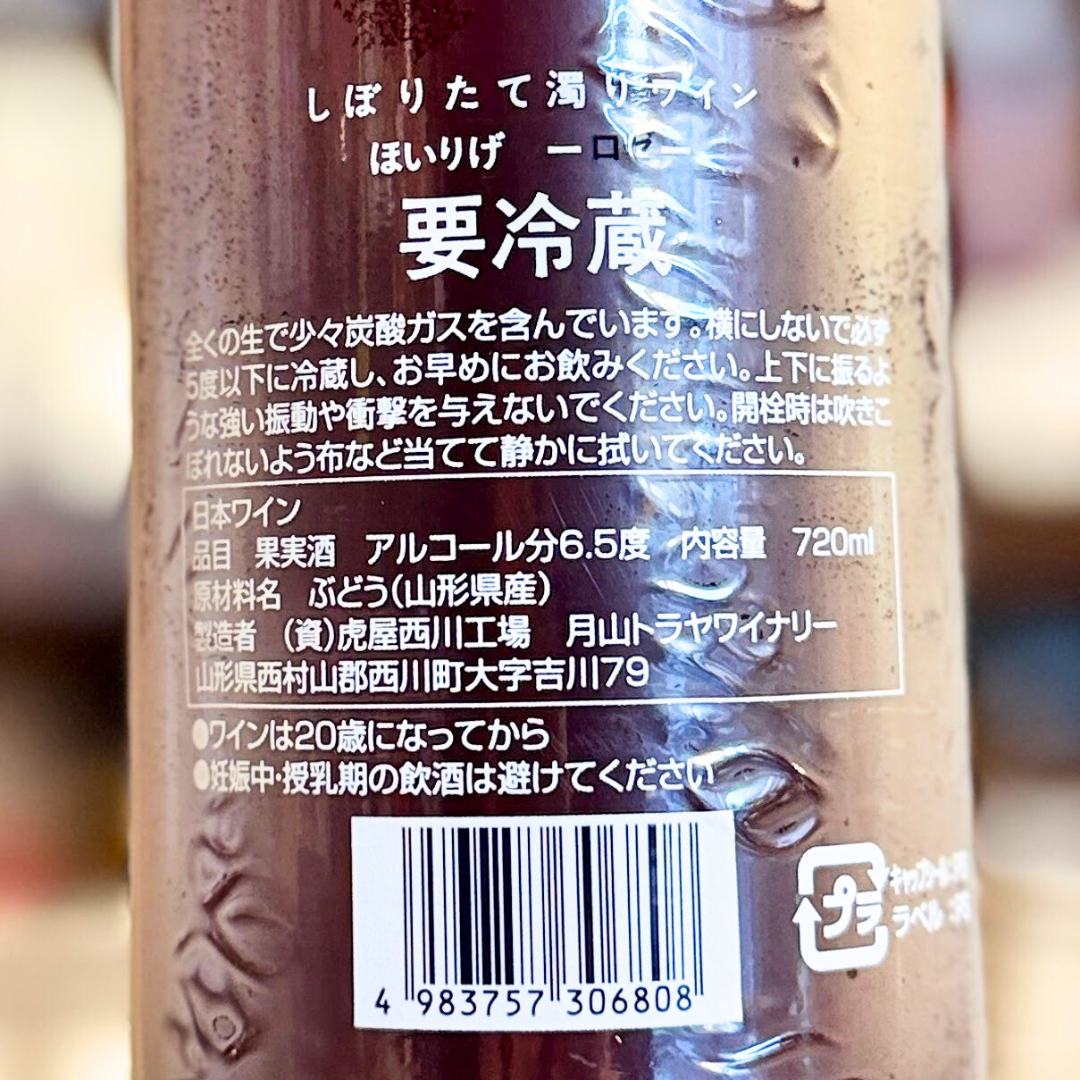 しぼりたて濁りワイン
ほいりげ ーロゼー
要冷蔵
全くの生で少々炭酸ガスを含んでいます。横にしないで必ず
5度以下に冷蔵し、お早めにお飲みください。上下に振るよ
うな強い振動や衝撃を与えないでください。開栓時は吹きこ
ぼれないよう布など当てて静かに拭いてください。
日本ワイン
品目 果実酒 アルコール分6.5度 内容量 720ml
原材料名 ぶどう(山形県産)
製造者 (資)虎屋西川工場 月山トラヤワイナリー
山形県西村山郡西川町大字吉川79
●ワインは20歳になってから
●妊娠中・授乳期の飲酒は避けてください
プラ
ラベル
4 983757 306808